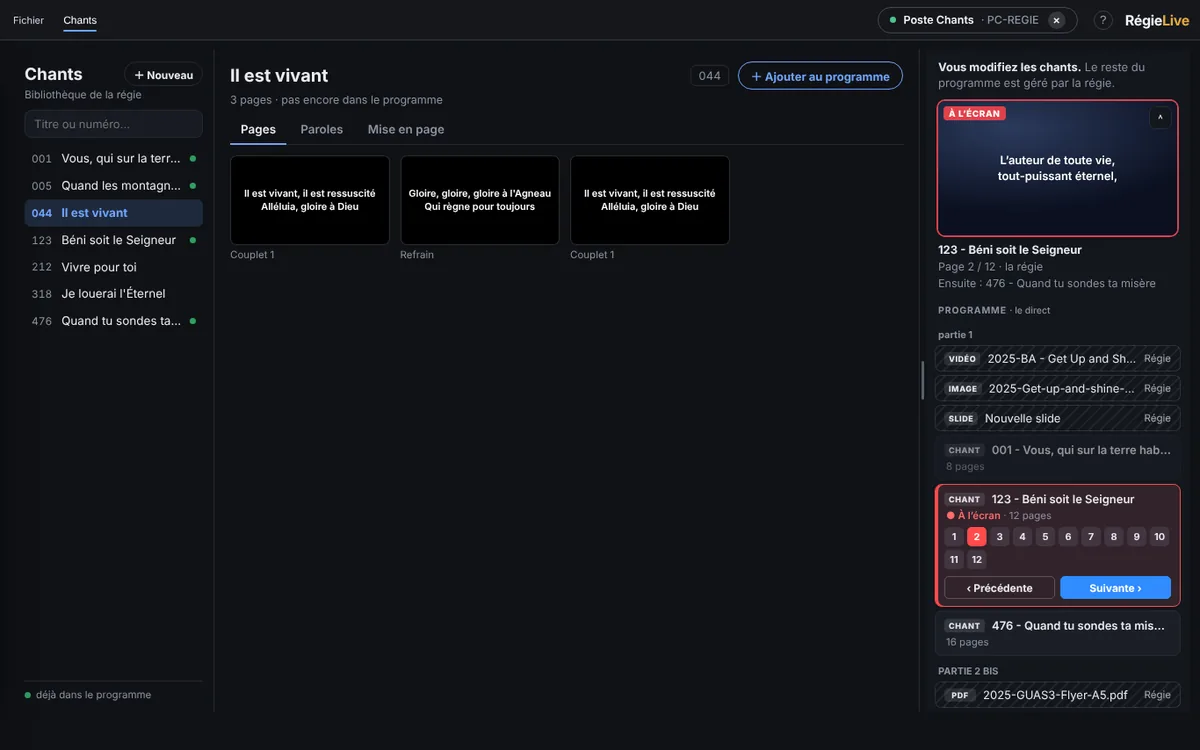 Fichier
Chants
Poste Chants · PC-REGIE ×
?
RégieLive
Chants
+ Nouveau
Bibliothèque de la régie
Titre ou numéro...
001 Vous, qui sur la terr...
005 Quand les montagn...
044 Il est vivant
123 Béni soit le Seigneur
212 Vivre pour toi
318 Je louerai l'Éternel
476 Quand tu sondes ta...
déjà dans le programme
Il est vivant
044
+ Ajouter au programme
3 pages · pas encore dans le programme
Pages
Paroles
Mise en page
Il est vivant, il est ressuscité
Alléluia, gloire à Dieu
Couplet 1
Gloire, gloire, gloire à l'Agneau
Qui règne pour toujours
Refrain
Il est vivant, il est ressuscité
Alléluia, gloire à Dieu
Couplet 1
Vous modifiez les chants. Le reste du
programme est géré par la régie.
À L'ÉCRAN
L'auteur de toute vie,
tout-puissant éternel,
123 - Béni soit le Seigneur
Page 2 / 12 · la régie
Ensuite : 476 - Quand tu sondes ta misère
PROGRAMME · le direct
partie 1
VIDÉO 2025-BA - Get Up and Sh... Régie
IMAGE 2025-Get-up-and-shine-... Régie
SLIDE Nouvelle slide Régie
CHANT 001 - Vous, qui sur la terre hab...
8 pages
CHANT 123 - Béni soit le Seigneur
À l'écran · 12 pages
1 2 3 4 5 6 7 8 9 10
11 12
‹ Précédente
Suivante ›
CHANT 476 - Quand tu sondes ta mis...
16 pages
PARTIE 2 BIS
PDF 2025-GUAS3-Flyer-A5.pdf Régie